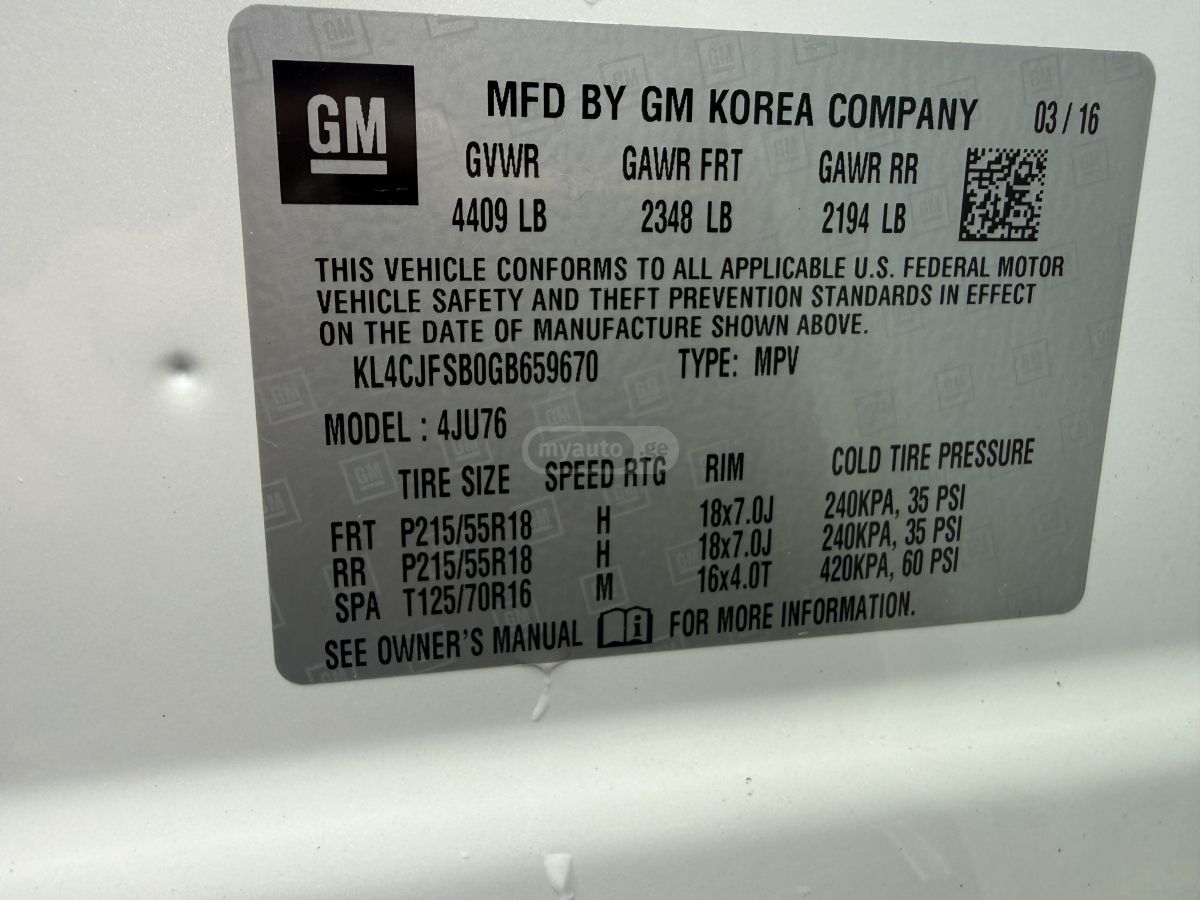 GM
MFD BY GM KOREA COMPANY 03 / 16
GVWR GAWR FRT GAWR RR
4409 LB 2348 LB 2194 LB
THIS VEHICLE CONFORMS TO ALL APPLICABLE U.S. FEDERAL MOTOR
VEHICLE SAFETY AND THEFT PREVENTION STANDARDS IN EFFECT
ON THE DATE OF MANUFACTURE SHOWN ABOVE.
KL4CJFSB0GB659670 TYPE: MPV
MODEL : 4JU76
myauto.ge
TIRE SIZE SPEED RTG RIM COLD TIRE PRESSURE
FRT P215/55R18 H 18x7.0J 240KPA, 35 PSI
RR P215/55R18 H 18x7.0J 240KPA, 35 PSI
SPA T125/70R16 M 16x4.0T 420KPA, 60 PSI
SEE OWNER'S MANUAL i FOR MORE INFORMATION.